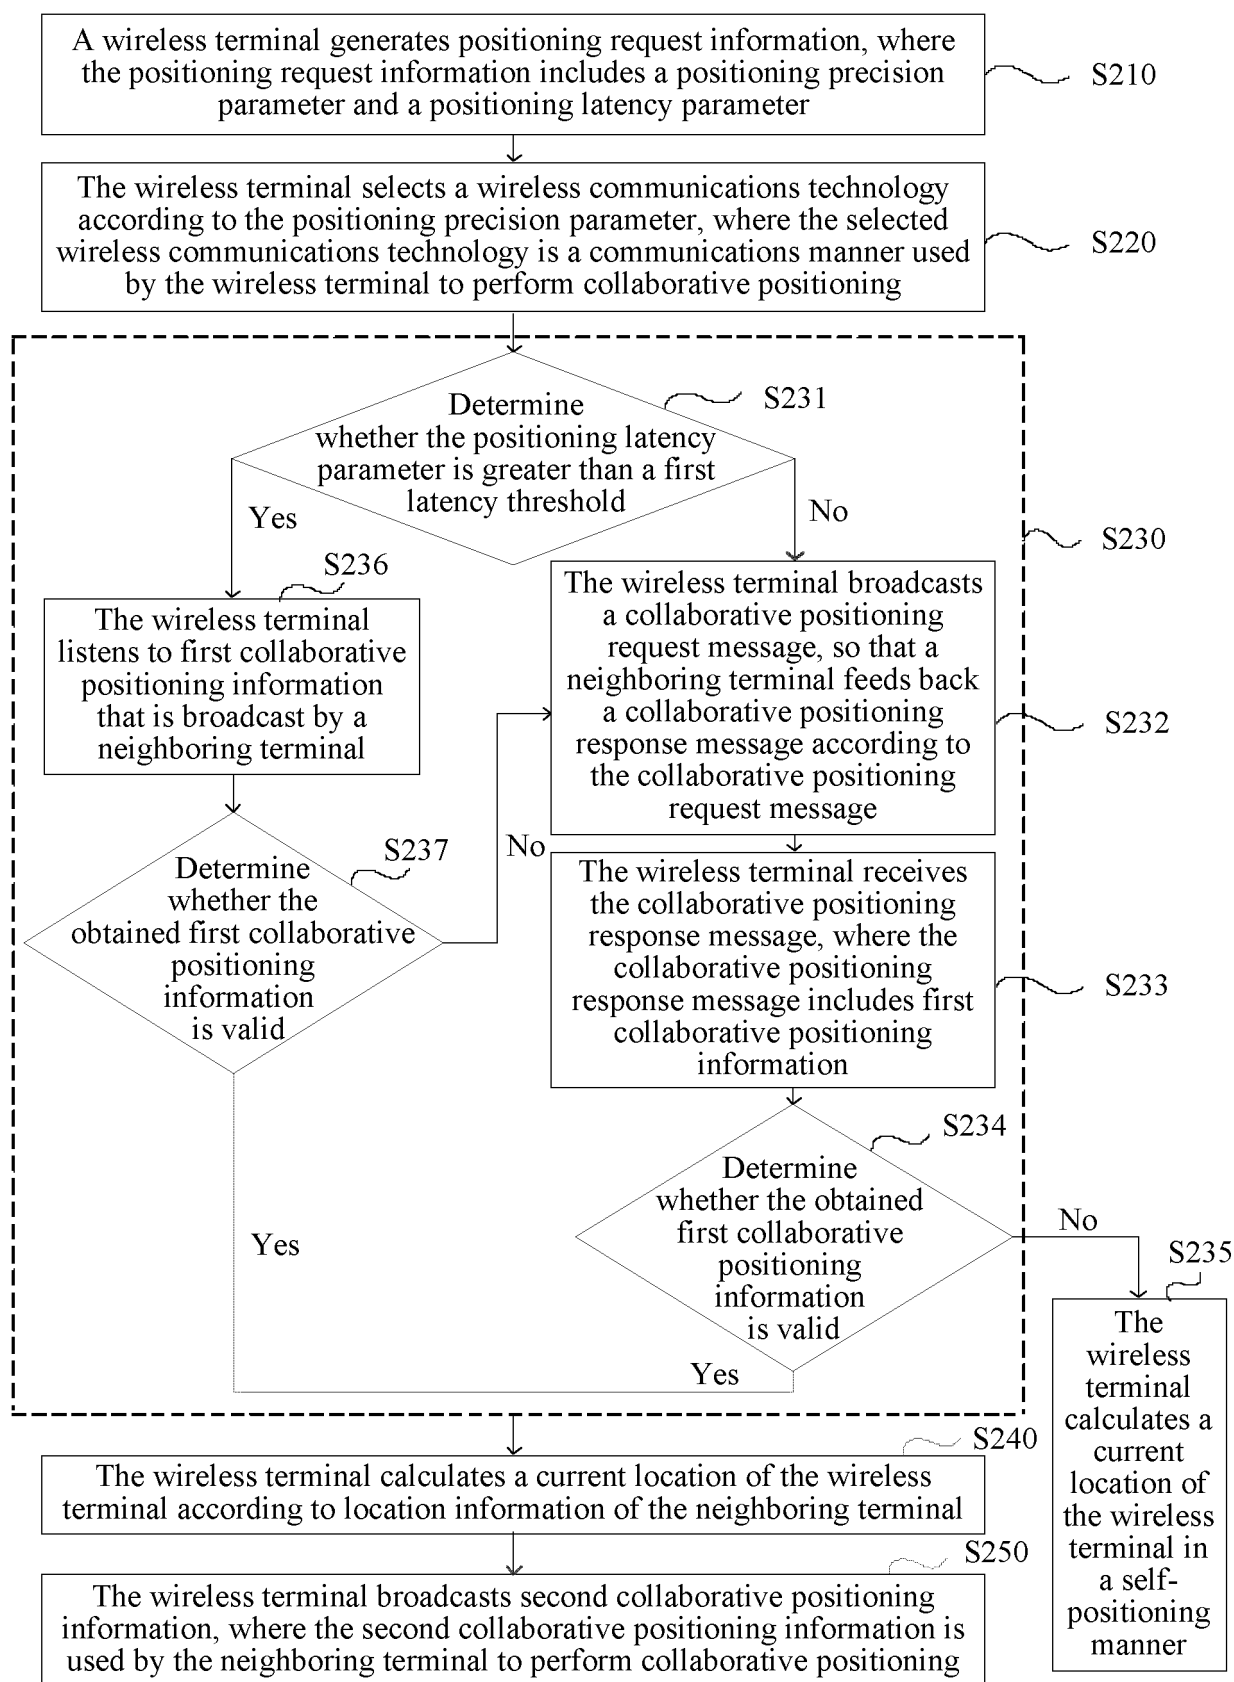 A wireless terminal generates positioning request information, where
the positioning request information includes a positioning precision
parameter and a positioning latency parameter
S210
The wireless terminal selects a wireless communications technology
according to the positioning precision parameter, where the selected
wireless communications technology is a communications manner used
by the wireless terminal to perform collaborative positioning
S220
Determine
whether the positioning latency
parameter is greater than a first
latency threshold
S231
Yes
No
S230
S236
The wireless terminal
listens to first collaborative
positioning information
that is broadcast by a
neighboring terminal
The wireless terminal broadcasts
a collaborative positioning
request message, so that a
neighboring terminal feeds back
a collaborative positioning
response message according to
the collaborative positioning
request message
S232
Determine
whether the
obtained first collaborative
positioning
information
is valid
S237
No
The wireless terminal receives
the collaborative positioning
response message, where the
collaborative positioning
response message includes first
collaborative positioning
information
S233
Determine
whether the obtained
first collaborative
positioning
information
is valid
S234
Yes
No
Yes
S235
The
wireless
terminal
calculates a
current
location of
the wireless
terminal in
a self-
positioning
manner
S240
The wireless terminal calculates a current location of the wireless
terminal according to location information of the neighboring terminal
S250
The wireless terminal broadcasts second collaborative positioning
information, where the second collaborative positioning information is
used by the neighboring terminal to perform collaborative positioning